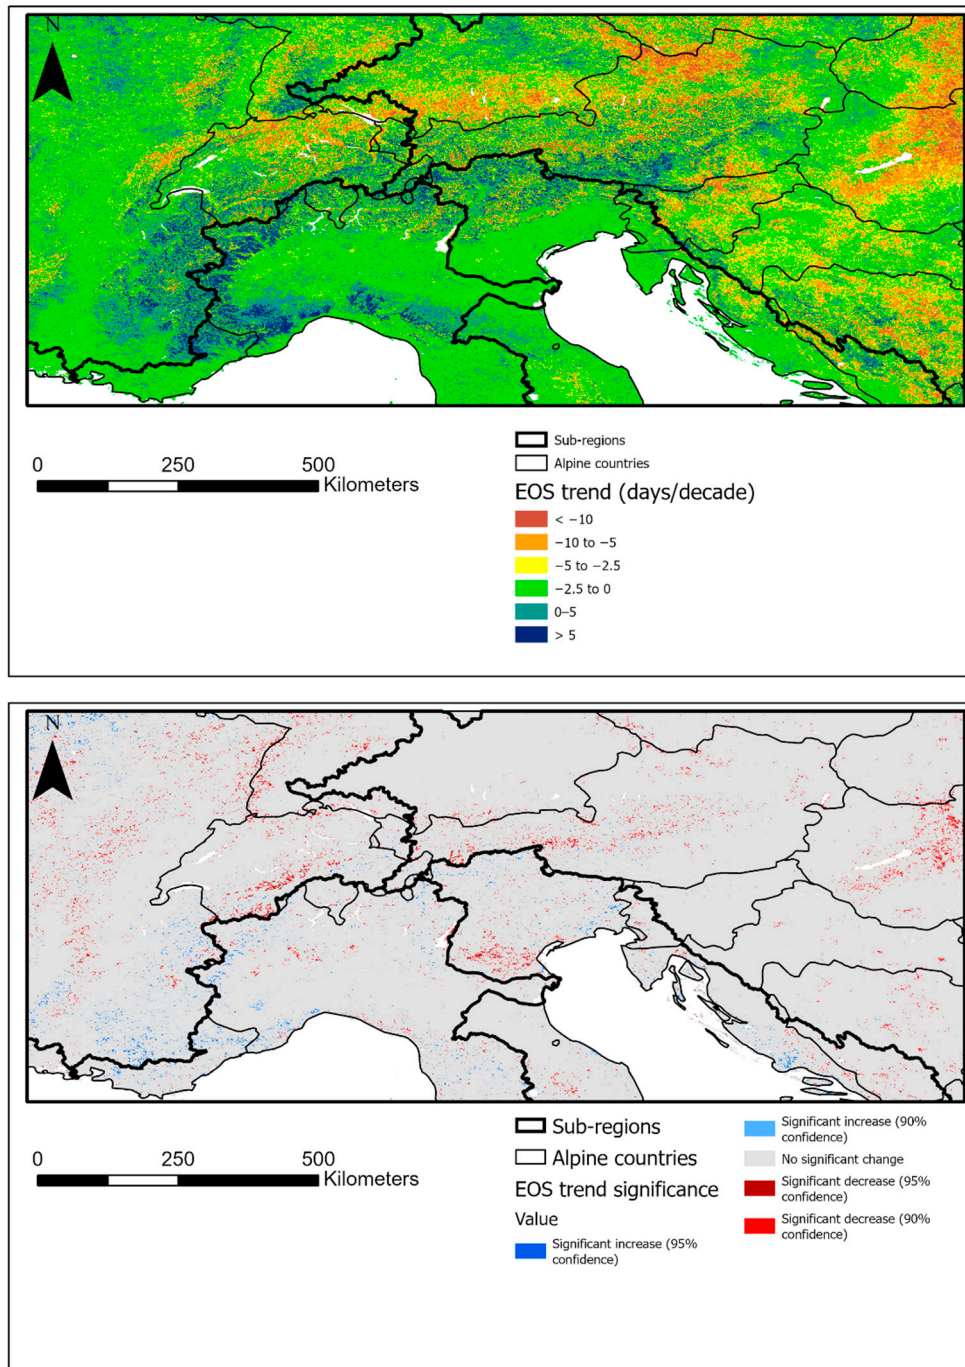 N
0 250 500
Kilometers
Sub-regions
Alpine countries
EOS trend (days/decade)
< −10
−10 to −5
−5 to −2.5
−2.5 to 0
0–5
> 5
N
0 250 500
Kilometers
Sub-regions
Alpine countries
EOS trend significance
Value
Significant increase (95%
confidence)
Significant increase (90%
confidence)
No significant change
Significant decrease (95%
confidence)
Significant decrease (90%
confidence)